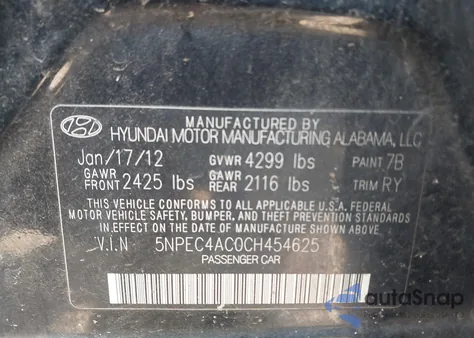 MANUFACTURED BY
HYUNDAI MOTOR MANUFACTURING ALABAMA, LLC
Jan/17/12 GVWR 4299 lbs PAINT 7B
GAWR FRONT 2425 lbs GAWR REAR 2116 lbs TRIM RY
THIS VEHICLE CONFORMS TO ALL APPLICABLE U.S.A. FEDERAL
MOTOR VEHICLE SAFETY, BUMPER, AND THEFT PREVENTION
STANDARDS IN EFFECT ON THE DATE OF MANUFACTURE SHOWN ABOVE.
V.I.N 5NPEC4AC0CH454625
PASSENGER CAR
autaSnap